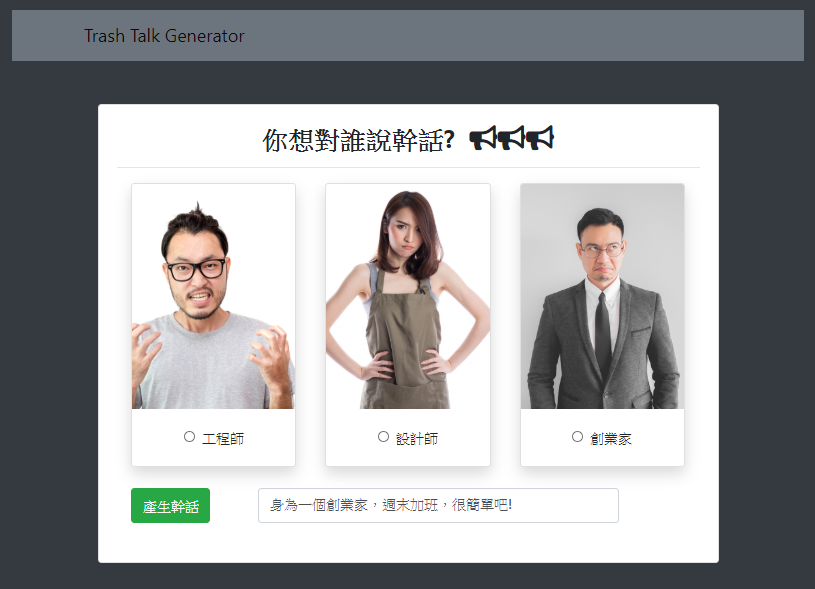 Trash Talk Generator
你想對誰說幹話?
工程師
設計師
創業家
產生幹話
身為一個創業家，週末加班，很簡單吧!